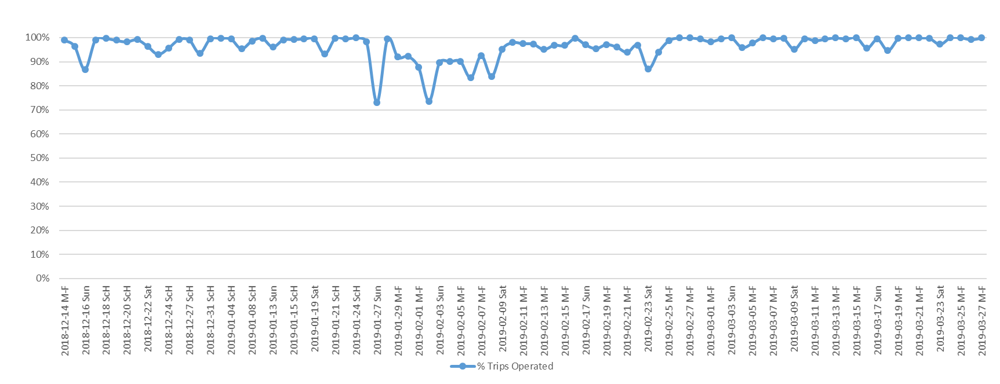 100%
90%
80%
70%
60%
50%
40%
30%
20%
10%
0%
2018-12-14 M-F
2018-12-16 Sun
2018-12-18 ScH
2018-12-20 ScH
2018-12-22 Sat
2018-12-24 ScH
2018-12-27 ScH
2018-12-31 ScH
2019-01-04 ScH
2019-01-08 ScH
2019-01-13 Sun
2019-01-15 ScH
2019-01-19 Sat
2019-01-21 ScH
2019-01-24 ScH
2019-01-27 Sun
2019-01-29 M-F
2019-02-01 M-F
2019-02-03 Sun
2019-02-05 M-F
2019-02-07 M-F
2019-02-09 Sat
2019-02-11 M-F
2019-02-13 M-F
2019-02-15 M-F
2019-02-17 Sun
2019-02-19 M-F
2019-02-21 M-F
2019-02-23 Sat
2019-02-25 M-F
2019-02-27 M-F
2019-03-01 M-F
2019-03-03 Sun
2019-03-05 M-F
2019-03-07 M-F
2019-03-09 Sat
2019-03-11 M-F
2019-03-13 M-F
2019-03-15 M-F
2019-03-17 Sun
2019-03-19 M-F
2019-03-21 M-F
2019-03-23 Sat
2019-03-25 M-F
2019-03-27 M-F
% Trips Operated